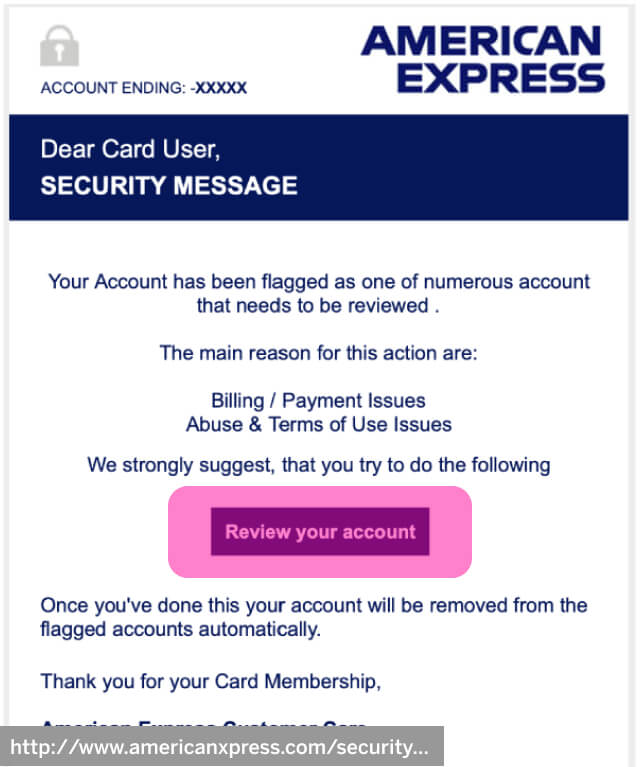 AMERICAN
EXPRESS
ACCOUNT ENDING: -XXXXX
Dear Card User,
SECURITY MESSAGE
Your Account has been flagged as one of numerous account
that needs to be reviewed .
The main reason for this action are:
Billing / Payment Issues
Abuse & Terms of Use Issues
We strongly suggest, that you try to do the following
Review your account
Once you've done this your account will be removed from the
flagged accounts automatically.
Thank you for your Card Membership,
American Express Customer Care
http://www.americanxpress.com/security...